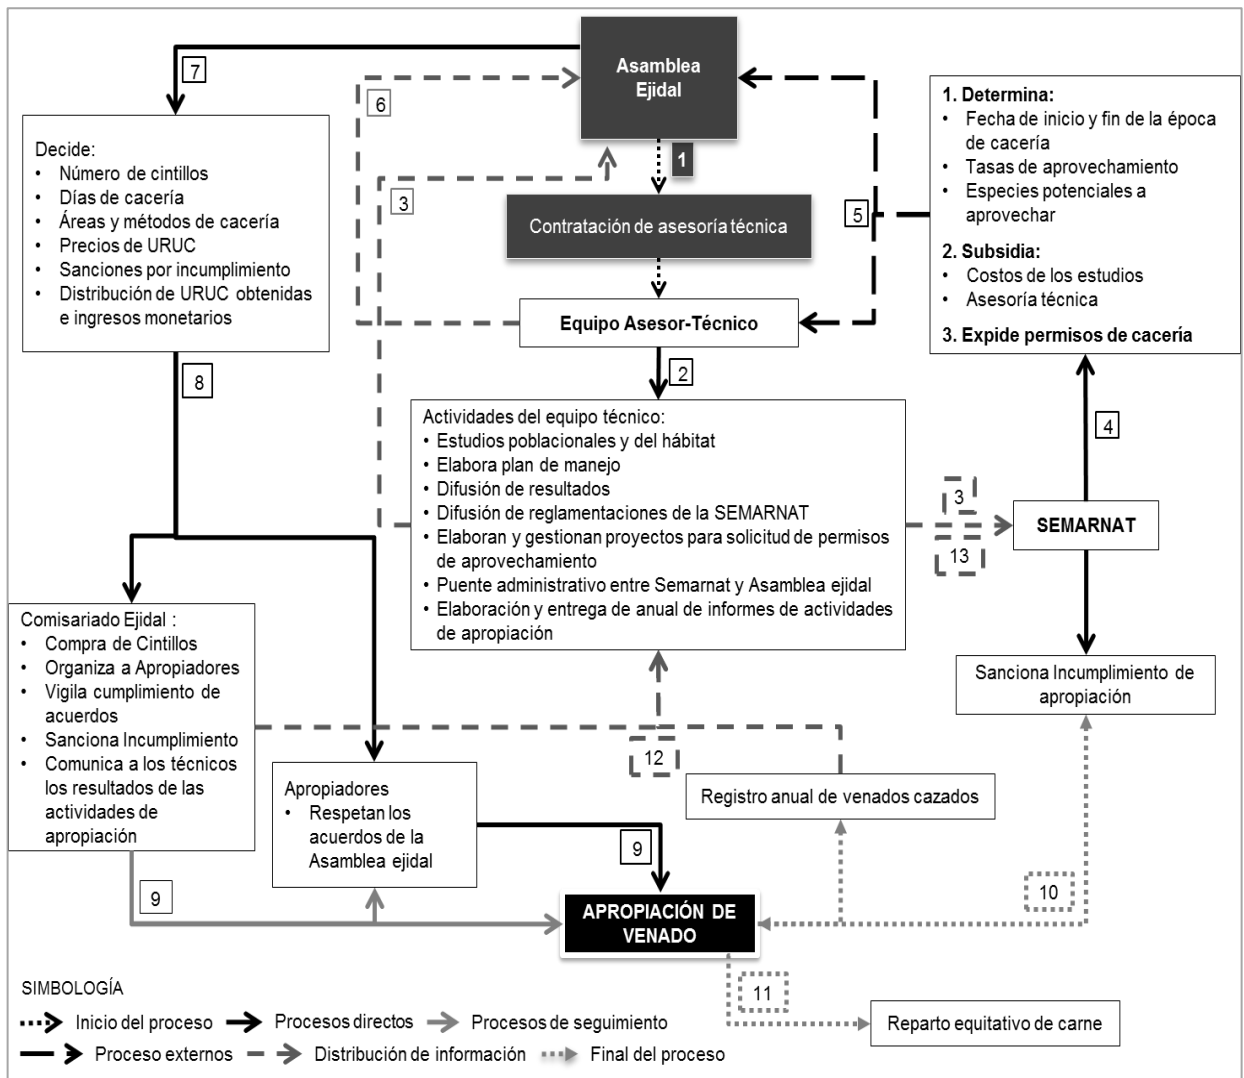 Asamblea
Ejidal
7
6
1
3
Contratación de asesoría técnica
Equipo Asesor-Técnico
2
5
1. Determina:
• Fecha de inicio y fin de la época
de cacería
• Tasas de aprovechamiento
• Especies potenciales a
aprovechar
2. Subsidia:
• Costos de los estudios
• Asesoría técnica
3. Expide permisos de cacería
4
Decide:
• Número de cintillos
• Días de cacería
• Áreas y métodos de cacería
• Precios de URUC
• Sanciones por incumplimiento
• Distribución de URUC obtenidas
e ingresos monetarios
8
Actividades del equipo técnico:
• Estudios poblacionales y del hábitat
• Elabora plan de manejo
• Difusión de resultados
• Difusión de reglamentaciones de la SEMARNAT
• Elaboran y gestionan proyectos para solicitud de permisos
de aprovechamiento
• Puente administrativo entre Semarnat y Asamblea ejidal
• Elaboración y entrega de anual de informes de actividades
de apropiación
3
13
SEMARNAT
Sanciona Incumplimiento de
apropiación
Comisariado Ejidal :
• Compra de Cintillos
• Organiza a Apropiadores
• Vigila cumplimiento de
acuerdos
• Sanciona Incumplimiento
• Comunica a los técnicos
los resultados de las
actividades de
apropiación
12
Apropiadores
• Respetan los
acuerdos de la
Asamblea ejidal
Registro anual de venados cazados
9
9
10
APROPIACIÓN DE
VENADO
11
Reparto equitativo de carne
SIMBOLOGÍA
Inicio del proceso
Procesos directos
Procesos de seguimiento
Proceso externos
Distribución de información
Final del proceso